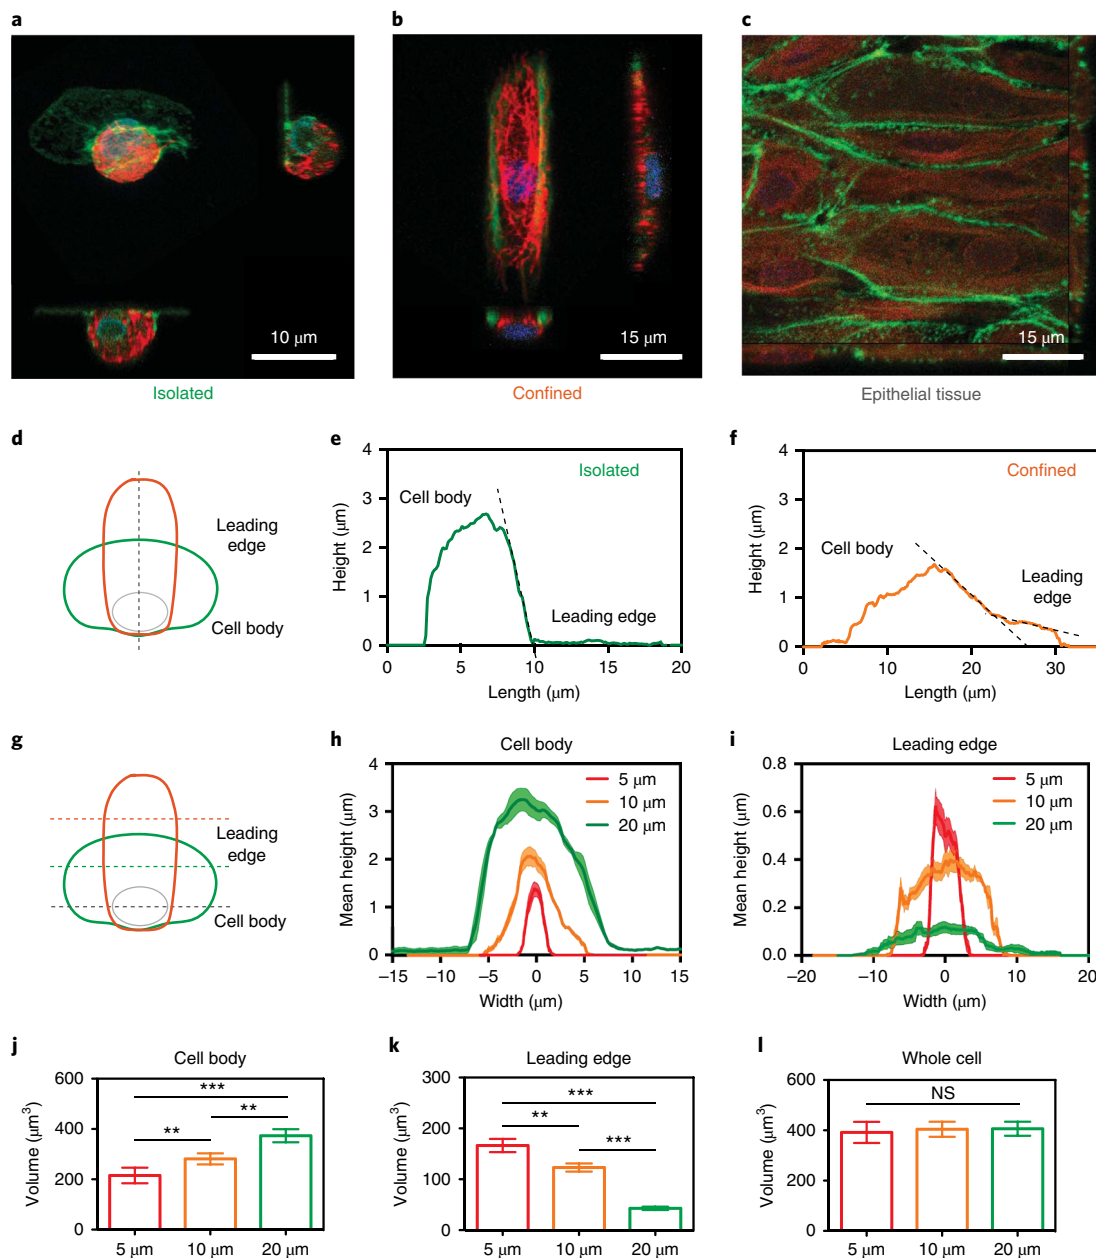 a
b
c
10 μm
15 μm
15 μm
Isolated
Confined
Epithelial tissue
d
Leading
edge
Cell body
e
Isolated
Cell body
Leading edge
Height (μm)
4
3
2
1
0
0 5 10 15 20
Length (μm)
f
Confined
Cell body
Leading
edge
Height (μm)
4
3
2
1
0
0 10 20 30
Length (μm)
g
Leading
edge
Cell body
h
Cell body
5 μm
10 μm
20 μm
Mean height (μm)
4
3
2
1
0
–15 –10 –5 0 5 10 15
Width (μm)
i
Leading edge
5 μm
10 μm
20 μm
Mean height (μm)
0.8
0.6
0.4
0.2
0.0
–20 –10 0 10 20
Width (μm)
j
Cell body
Volume (μm³)
600
400
200
0
***
**
**
5 μm 10 μm 20 μm
k
Leading edge
Volume (μm³)
300
200
100
0
***
**
***
5 μm 10 μm 20 μm
l
Whole cell
Volume (μm³)
600
400
200
0
NS
5 μm 10 μm 20 μm